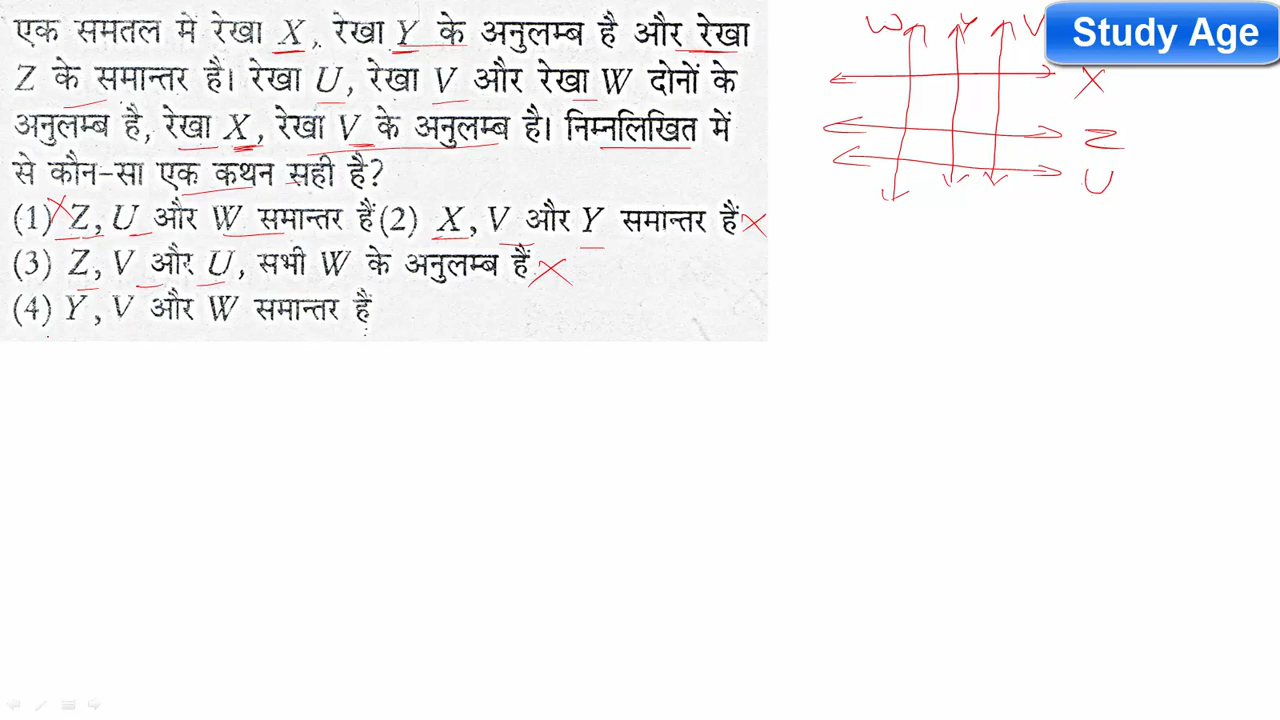 एक समतल में रेखा X, रेखा Y के अनुलम्ब है और रेखा
Z के समान्तर है। रेखा U, रेखा V और रेखा W दोनों के
अनुलम्ब है, रेखा X, रेखा V के अनुलम्ब है। निम्नलिखित में
से कौन-सा एक कथन सही है?
(1) Z, U और W समान्तर हैं (2) X, V और Y समान्तर हैं
(3) Z, V और U, सभी W के अनुलम्ब हैं
(4) Y, V और W समान्तर हैं
W Y V
Study Age
X
Z
U